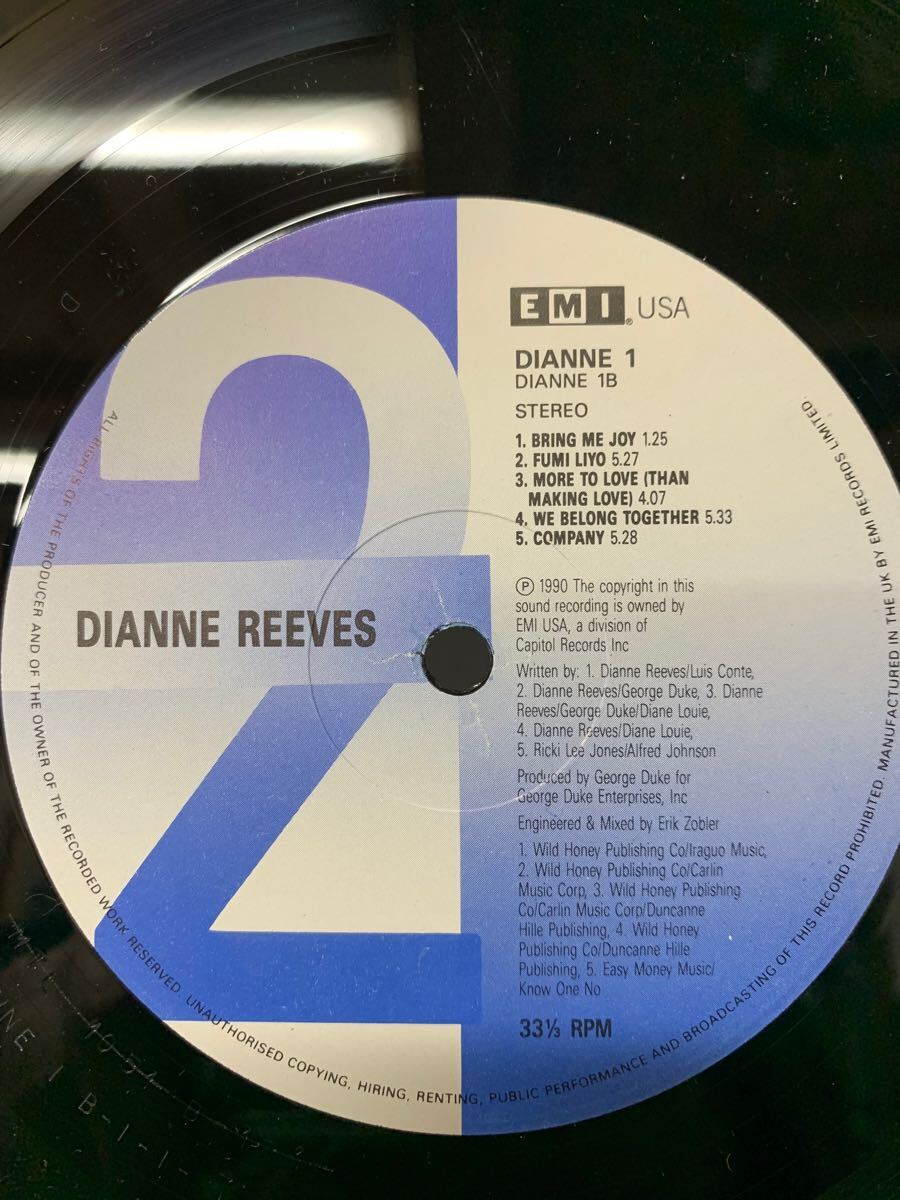 EMI® USA
DIANNE 1
DIANNE 1B
STEREO
1. BRING ME JOY 1.25
2. FUMI LIYO 5.27
3. MORE TO LOVE (THAN
MAKING LOVE) 4.07
4. WE BELONG TOGETHER 5.33
5. COMPANY 5.28
2
DIANNE REEVES
Ⓟ 1990 The copyright in this
sound recording is owned by
EMI USA, a division of
Capitol Records Inc
Written by: 1. Dianne Reeves/Luis Conte,
2. Dianne Reeves/George Duke, 3. Dianne
Reeves/George Duke/Diane Louie,
4. Dianne Reeves/Diane Louie,
5. Ricki Lee Jones/Alfred Johnson
Produced by George Duke for
George Duke Enterprises, Inc
Engineered & Mixed by Erik Zobler
1. Wild Honey Publishing Co/Iraguo Music,
2. Wild Honey Publishing Co/Carlin
Music Corp, 3. Wild Honey Publishing
Co/Carlin Music Corp/Duncanne
Hille Publishing, 4. Wild Honey
Publishing Co/Duncanne Hille
Publishing, 5. Easy Money Music/
Know One No
33⅓ RPM
ALL RIGHTS OF THE PRODUCER AND OF THE OWNER OF THE RECORDED WORK RESERVED. UNAUTHORISED COPYING, HIRING, RENTING, PUBLIC PERFORMANCE AND BROADCASTING OF THIS RECORD PROHIBITED. MANUFACTURED IN THE UK BY EMI RECORDS LIMITED.
D
NE 1 B-1-